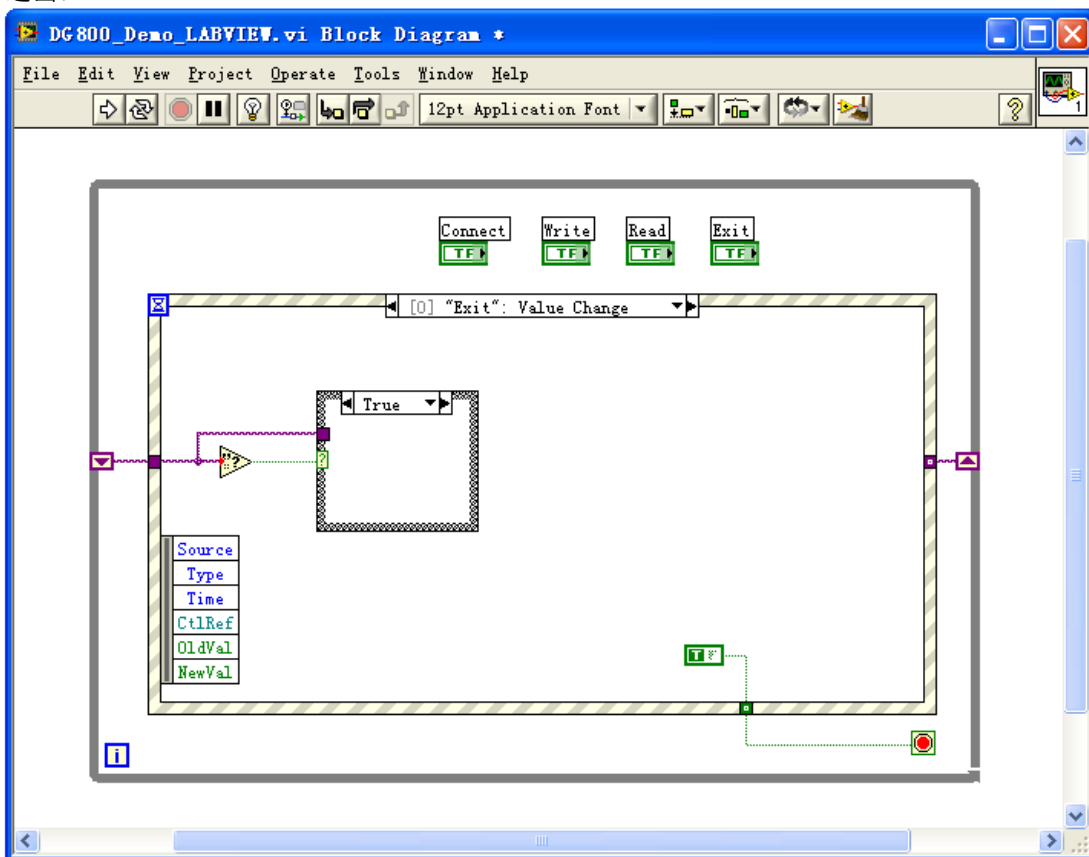 DG800_Demo_LABVIEW.vi Block Diagram *
File Edit View Project Operate Tools Window Help
12pt Application Font
1
Connect Write Read Exit
TF TF TF TF
[0] "Exit": Value Change
True
"?
?
Source
Type
Time
CtlRef
OldVal
NewVal
T
i